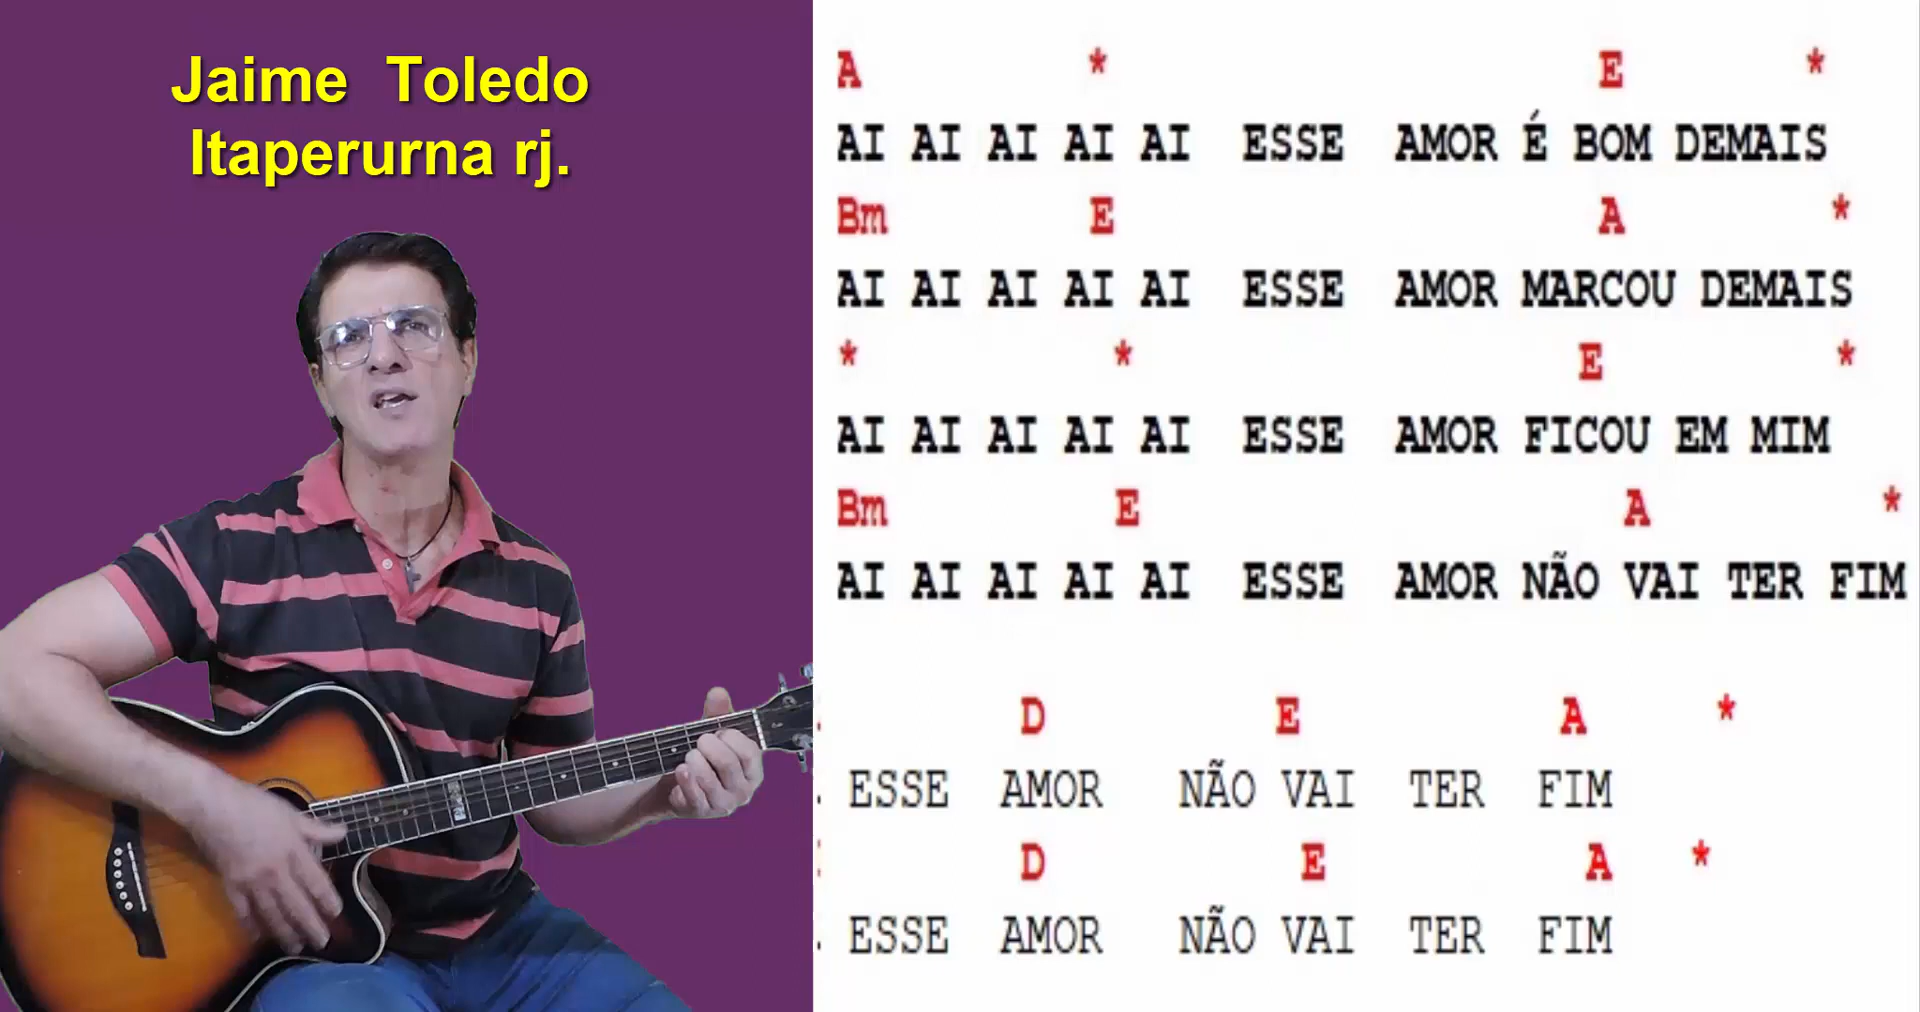 Jaime Toledo
Itaperurna rj.
A * E *
AI AI AI AI AI ESSE AMOR É BOM DEMAIS
Bm E A *
AI AI AI AI AI ESSE AMOR MARCOU DEMAIS
* * E *
AI AI AI AI AI ESSE AMOR FICOU EM MIM
Bm E A *
AI AI AI AI AI ESSE AMOR NÃO VAI TER FIM
D E A *
ESSE AMOR NÃO VAI TER FIM
D E A *
ESSE AMOR NÃO VAI TER FIM